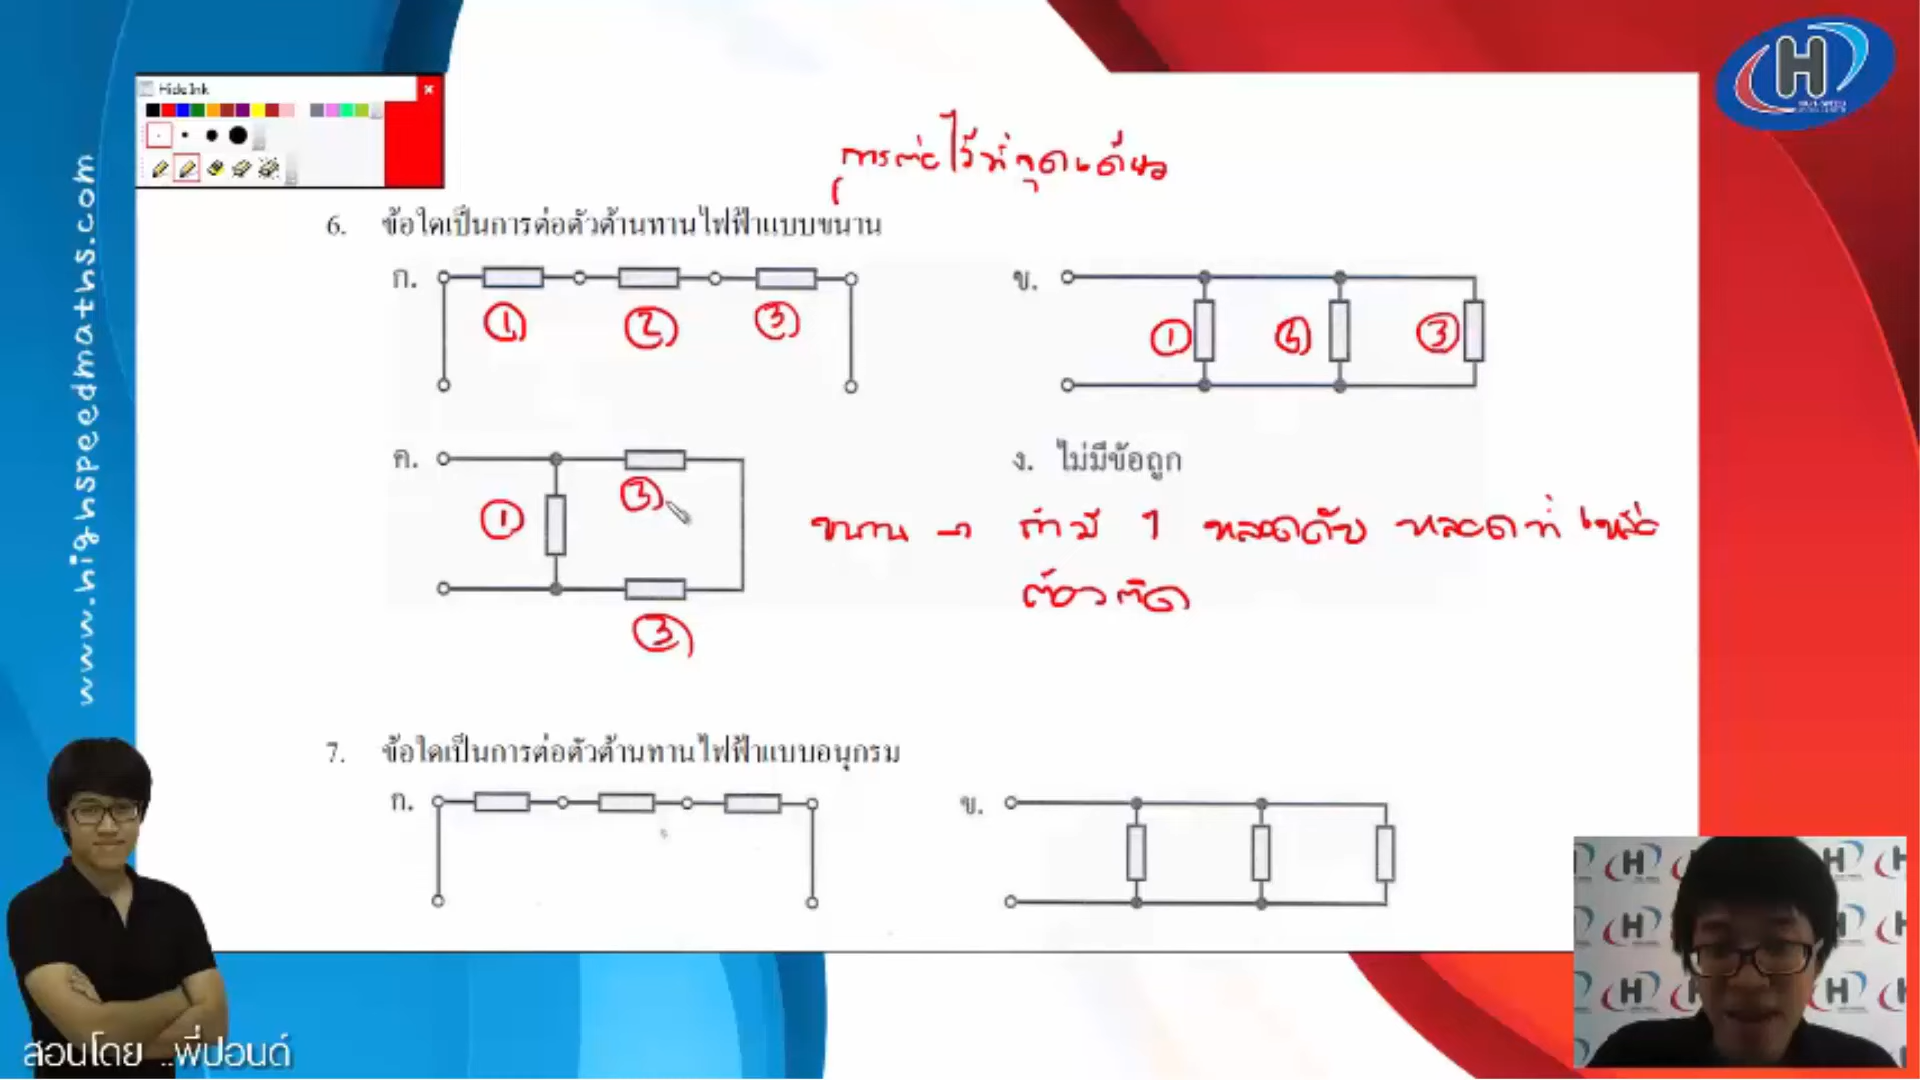 Hide Ink
www.highspeedmaths.com
H
การต่อไว้ที่จุดเดียว
6. ข้อใดเป็นการต่อตัวต้านทานไฟฟ้าแบบขนาน
ก.
① ② ③
ข.
① ③
ค.
①
③
ง. ไม่มีข้อถูก
ขนาน → ถ้ามี 1 หลอดดับ หลอดที่เหลือ
ต้องติด
7. ข้อใดเป็นการต่อตัวต้านทานไฟฟ้าแบบอนุกรม
ก.
ข.
สอนโดย ..พี่ปอนด์